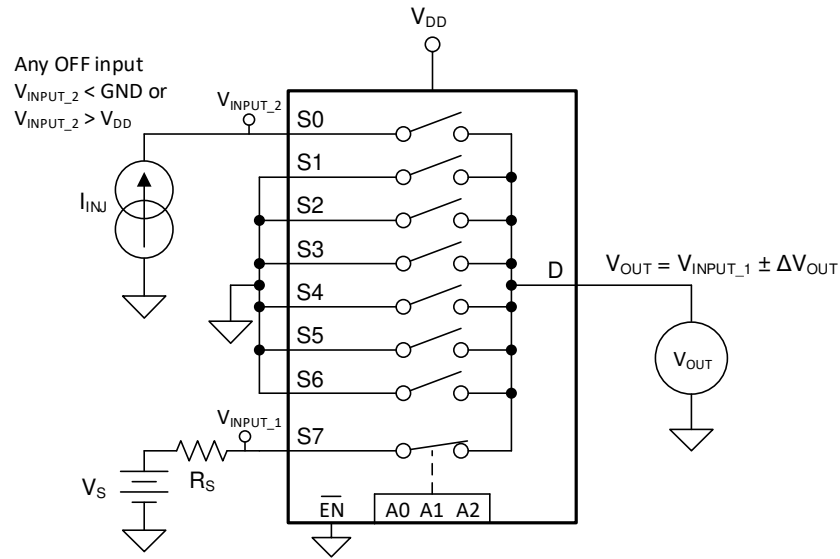 V_DD
Any OFF input
V_INPUT_2 < GND or
V_INPUT_2 > V_DD
V_INPUT_2
S0
S1
S2
I_INJ
S3
D
V_OUT = V_INPUT_1 ± ΔV_OUT
S4
S5
V_OUT
S6
V_INPUT_1
S7
V_S
R_S
E̅N̅
A0 A1 A2